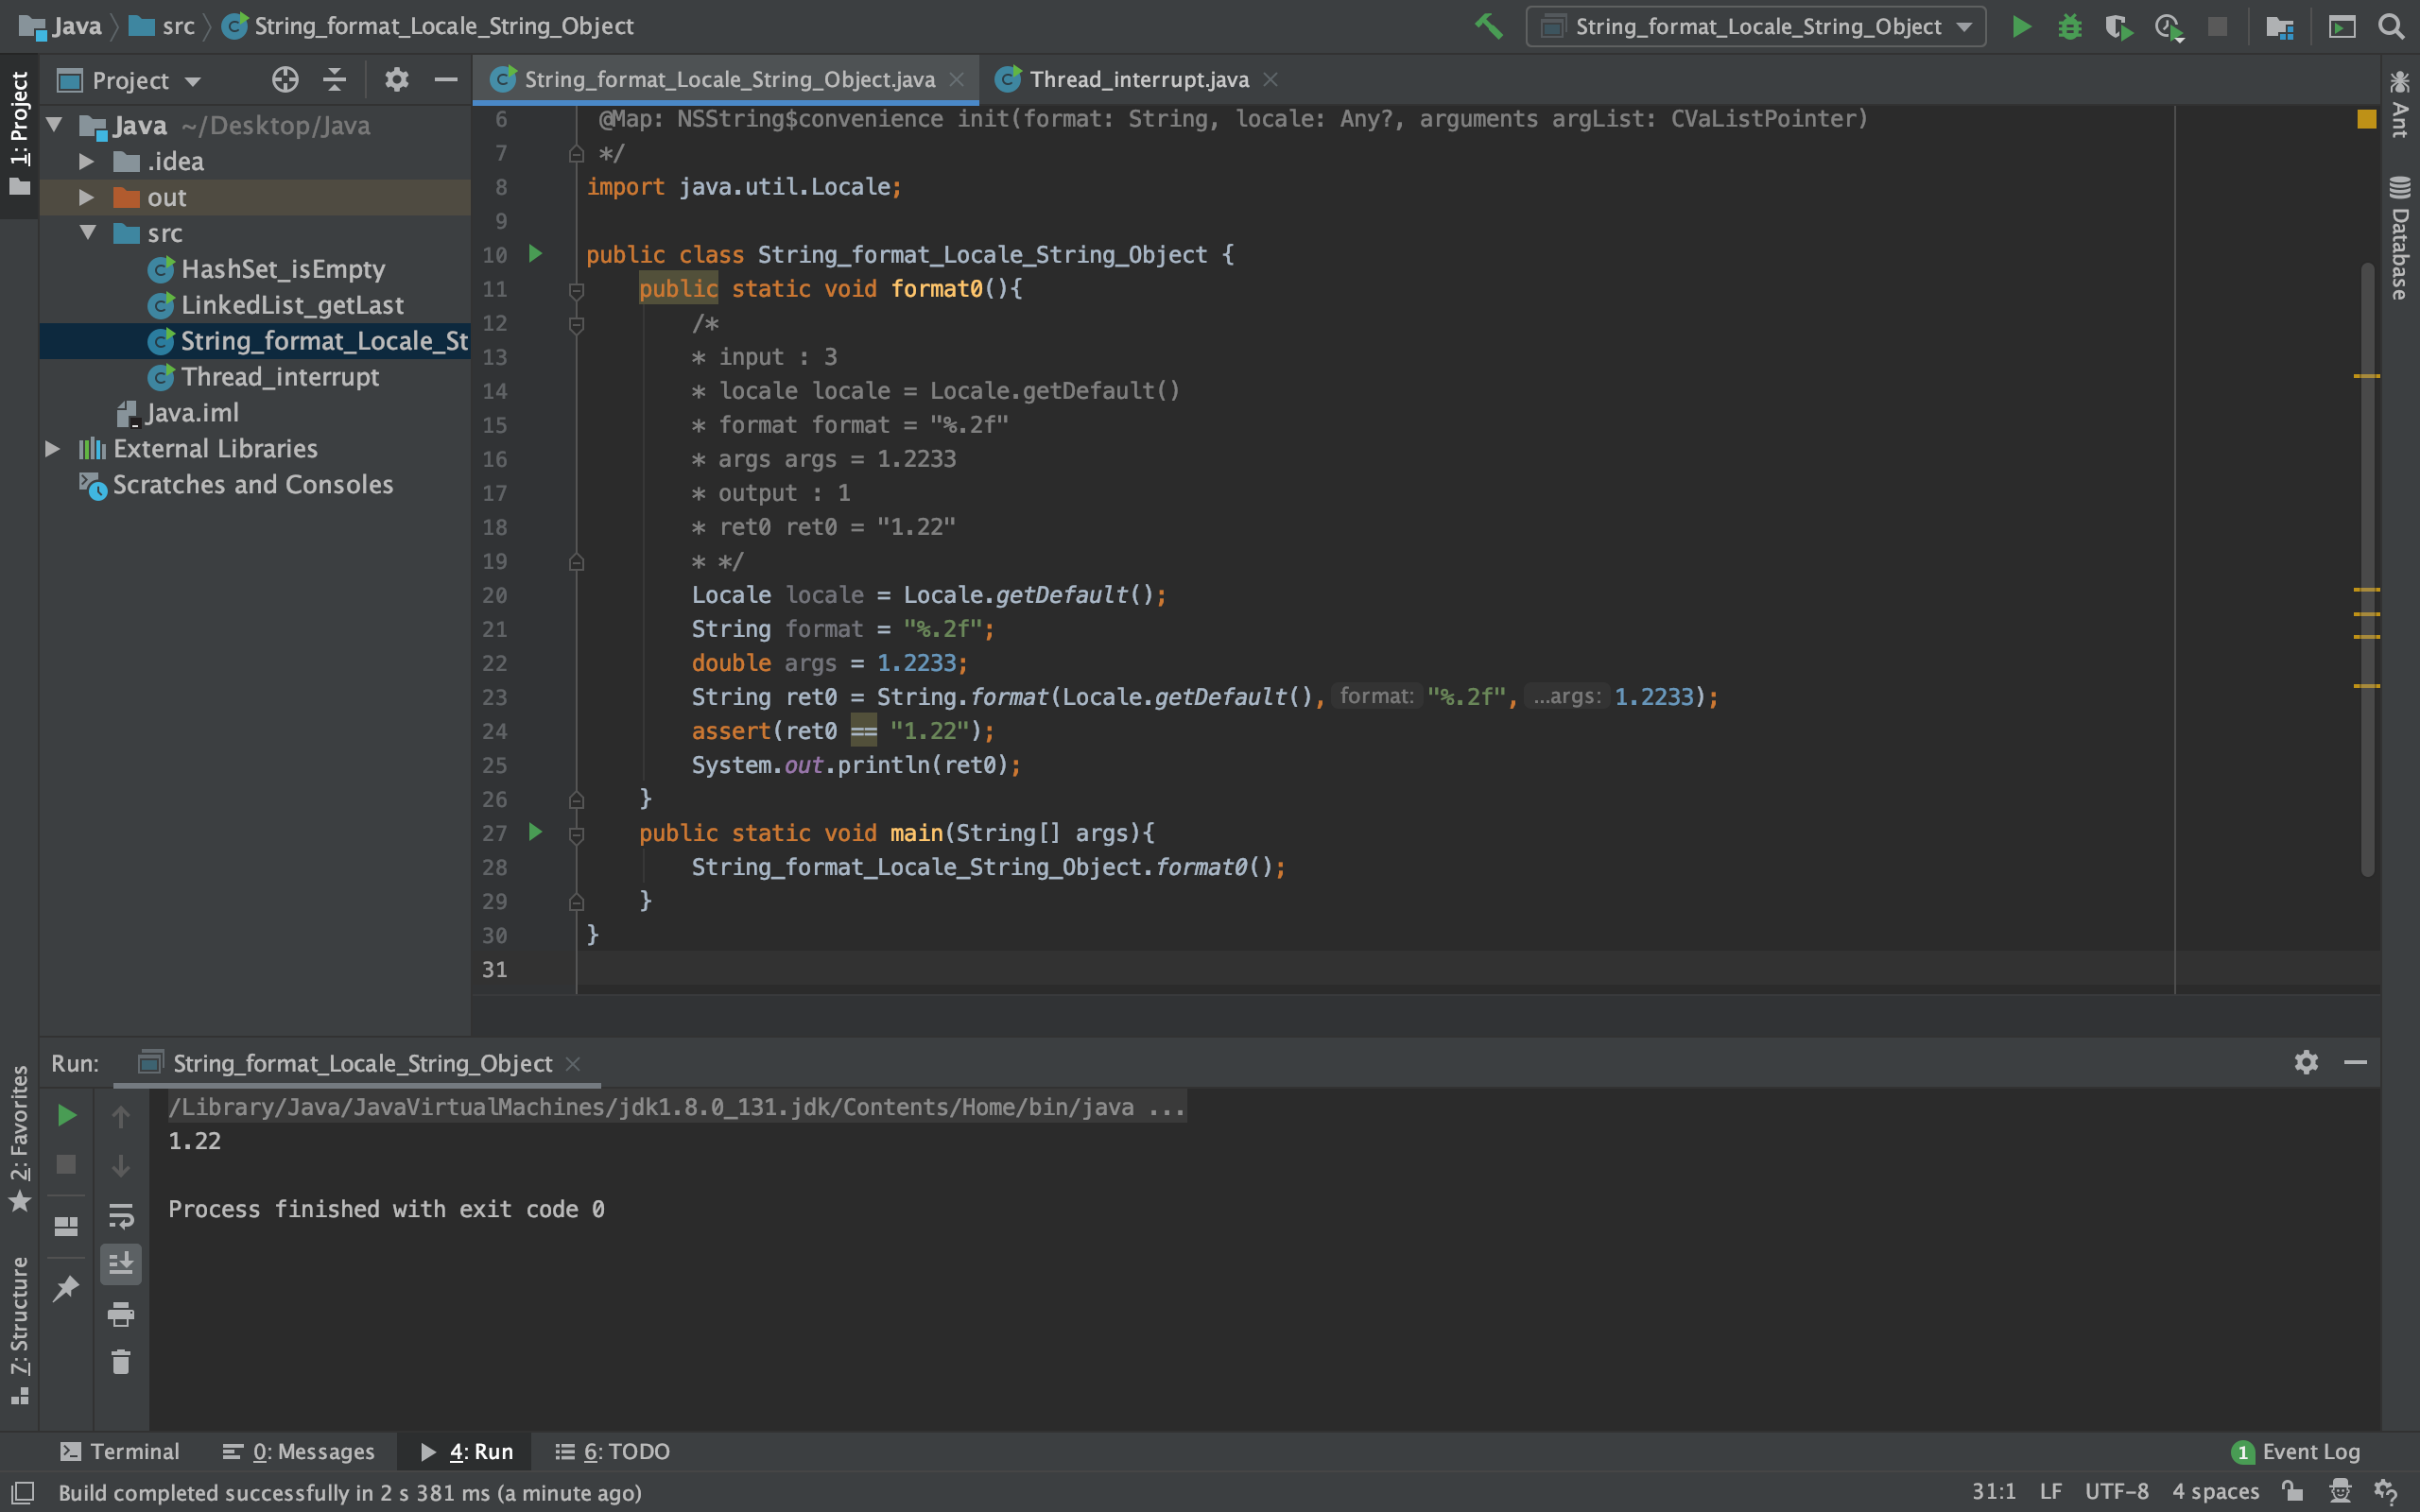 Java src String_format_Locale_String_Object
String_format_Locale_String_Object
1: Project
Project
String_format_Locale_String_Object.java
Thread_interrupt.java
Ant
Database
Java ~/Desktop/Java
.idea
out
src
HashSet_isEmpty
LinkedList_getLast
String_format_Locale_St
Thread_interrupt
Java.iml
External Libraries
Scratches and Consoles
6 @Map: NSString$convenience init(format: String, locale: Any?, arguments argList: CVaListPointer)
7 */
8 import java.util.Locale;
9
10 public class String_format_Locale_String_Object {
11 public static void format0(){
12 /*
13 * input : 3
14 * locale locale = Locale.getDefault()
15 * format format = "%.2f"
16 * args args = 1.2233
17 * output : 1
18 * ret0 ret0 = "1.22"
19 * */
20 Locale locale = Locale.getDefault();
21 String format = "%.2f";
22 double args = 1.2233;
23 String ret0 = String.format(Locale.getDefault(), format: "%.2f", ...args: 1.2233);
24 assert(ret0 == "1.22");
25 System.out.println(ret0);
26 }
27 public static void main(String[] args){
28 String_format_Locale_String_Object.format0();
29 }
30 }
31
Run: String_format_Locale_String_Object
/Library/Java/JavaVirtualMachines/jdk1.8.0_131.jdk/Contents/Home/bin/java ...
1.22
Process finished with exit code 0
2: Favorites
7: Structure
Terminal 0: Messages 4: Run 6: TODO 1 Event Log
Build completed successfully in 2 s 381 ms (a minute ago) 31:1 LF UTF-8 4 spaces